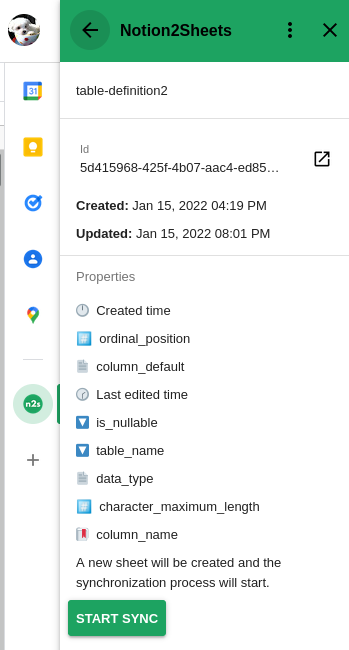 Notion2Sheets
31
table-definition2
Id
5d415968-425f-4b07-aac4-ed85…
Created: Jan 15, 2022 04:19 PM
Updated: Jan 15, 2022 08:01 PM
Properties
Created time
# ordinal_position
column_default
n2s
Last edited time
is_nullable
table_name
data_type
# character_maximum_length
column_name
A new sheet will be created and the
synchronization process will start.
START SYNC